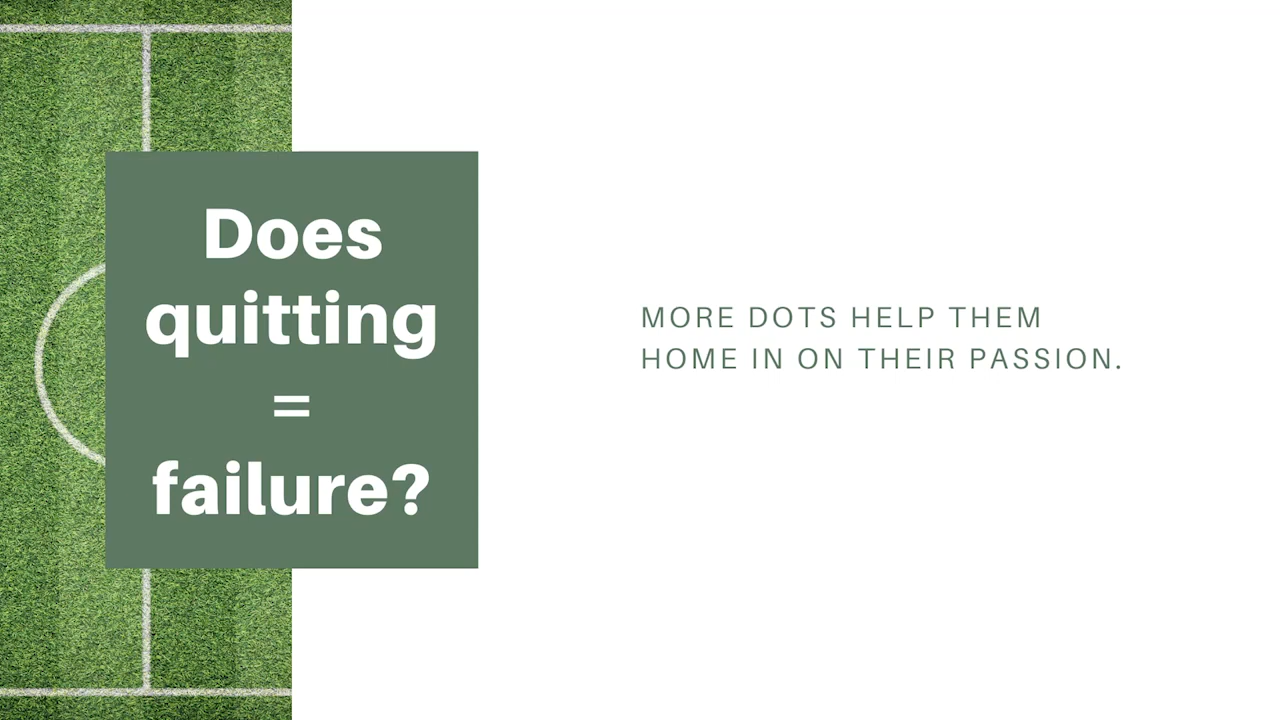 Does
quitting
=
failure?
MORE DOTS HELP THEM
HOME IN ON THEIR PASSION.